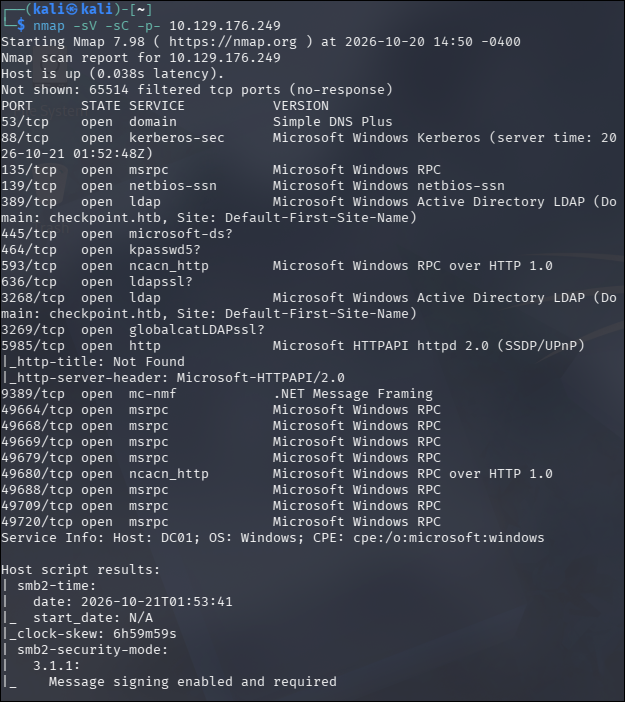 ┌──(kali㉿kali)-[~]
└─$ nmap -sV -sC -p- 10.129.176.249
Starting Nmap 7.98 ( https://nmap.org ) at 2026-10-20 14:50 -0400
Nmap scan report for 10.129.176.249
Host is up (0.038s latency).
Not shown: 65514 filtered tcp ports (no-response)
PORT      STATE SERVICE       VERSION
53/tcp    open  domain        Simple DNS Plus
88/tcp    open  kerberos-sec  Microsoft Windows Kerberos (server time: 20
26-10-21 01:52:48Z)
135/tcp   open  msrpc         Microsoft Windows RPC
139/tcp   open  netbios-ssn   Microsoft Windows netbios-ssn
389/tcp   open  ldap          Microsoft Windows Active Directory LDAP (Do
main: checkpoint.htb, Site: Default-First-Site-Name)
445/tcp   open  microsoft-ds?
464/tcp   open  kpasswd5?
593/tcp   open  ncacn_http    Microsoft Windows RPC over HTTP 1.0
636/tcp   open  ldapssl?
3268/tcp  open  ldap          Microsoft Windows Active Directory LDAP (Do
main: checkpoint.htb, Site: Default-First-Site-Name)
3269/tcp  open  globalcatLDAPssl?
5985/tcp  open  http          Microsoft HTTPAPI httpd 2.0 (SSDP/UPnP)
|_http-title: Not Found
|_http-server-header: Microsoft-HTTPAPI/2.0
9389/tcp  open  mc-nmf        .NET Message Framing
49664/tcp open  msrpc         Microsoft Windows RPC
49668/tcp open  msrpc         Microsoft Windows RPC
49669/tcp open  msrpc         Microsoft Windows RPC
49679/tcp open  msrpc         Microsoft Windows RPC
49680/tcp open  ncacn_http    Microsoft Windows RPC over HTTP 1.0
49688/tcp open  msrpc         Microsoft Windows RPC
49709/tcp open  msrpc         Microsoft Windows RPC
49720/tcp open  msrpc         Microsoft Windows RPC
Service Info: Host: DC01; OS: Windows; CPE: cpe:/o:microsoft:windows

Host script results:
| smb2-time:
|   date: 2026-10-21T01:53:41
|_  start_date: N/A
|_clock-skew: 6h59m59s
| smb2-security-mode:
|   3.1.1:
|_    Message signing enabled and required